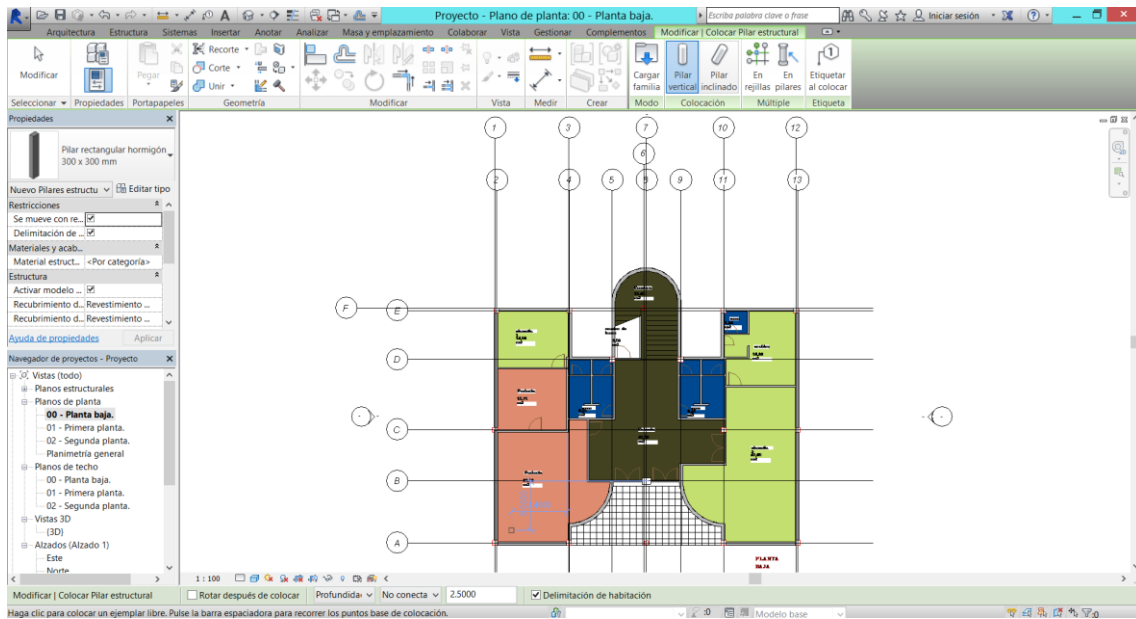 Proyecto - Plano de planta: 00 - Planta baja.
Escriba palabra clave o frase
Iniciar sesión
Arquitectura Estructura Sistemas Insertar Anotar Analizar Masa y emplazamiento Colaborar Vista Gestionar Complementos Modificar | Colocar Pilar estructural
Modificar
Pegar
Recorte
Corte
Unir
Cargar familia
Pilar vertical
Pilar inclinado
En rejillas
En pilares
Etiquetar al colocar
Seleccionar Propiedades Portapapeles Geometría Modificar Vista Medir Crear Modo Colocación Múltiple Etiqueta
Propiedades
Pilar rectangular hormigón
300 x 300 mm
Nuevo Pilares estructu Editar tipo
Restricciones
Se mueve con re...
Delimitación de ...
Materiales y acab...
Material estruct... <Por categoría>
Estructura
Activar modelo ...
Recubrimiento d... Revestimiento ...
Recubrimiento d... Revestimiento ...
Ayuda de propiedades Aplicar
Navegador de proyectos - Proyecto
Vistas (todo)
Planos estructurales
Planos de planta
00 - Planta baja.
01 - Primera planta.
02 - Segunda planta.
Planimetría general
Planos de techo
00 - Planta baja.
01 - Primera planta.
02 - Segunda planta.
Vistas 3D
{3D}
Alzados (Alzado 1)
Este
Norte
1 3 7 10 12
6
2 4 5 8 9 11 13
F E
D
C
B
A
PLANTA
BAJA
1 : 100
Modificar | Colocar Pilar estructural Rotar después de colocar Profundida No conecta 2.5000 Delimitación de habitación
Haga clic para colocar un ejemplar libre. Pulse la barra espaciadora para recorrer los puntos base de colocación. :0 Modelo base :0